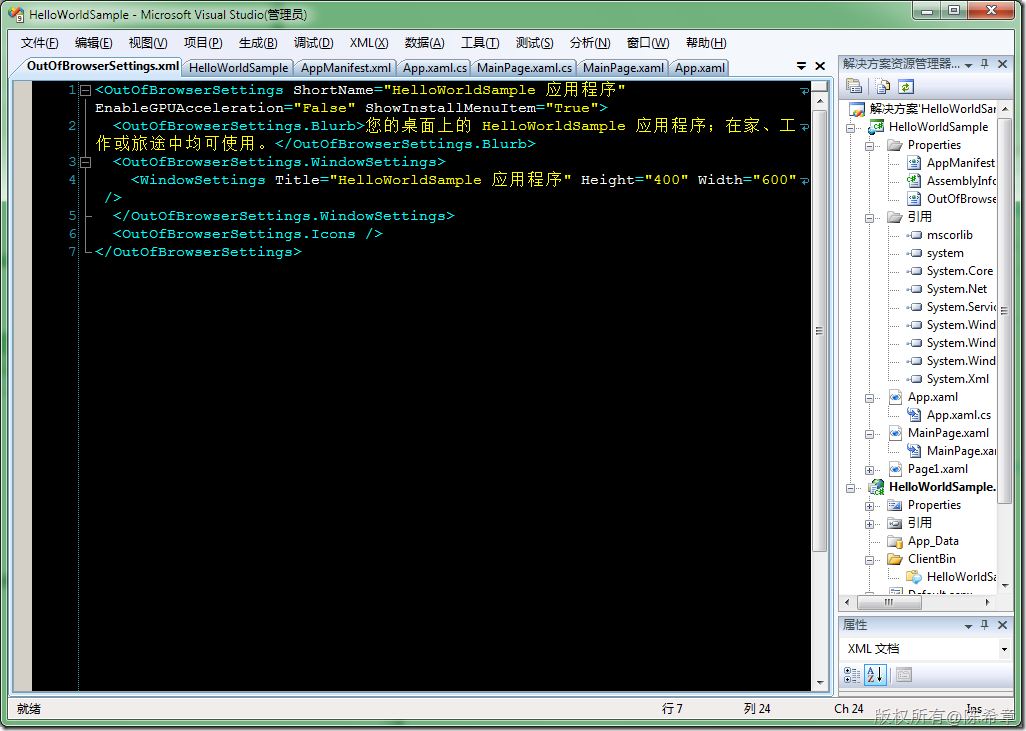 HelloWorldSample - Microsoft Visual Studio(管理员)
文件(F) 编辑(E) 视图(V) 项目(P) 生成(B) 调试(D) XML(X) 数据(A) 工具(T) 测试(S) 分析(N) 窗口(W) 帮助(H)
OutOfBrowserSettings.xml HelloWorldSample AppManifest.xml App.xaml.cs MainPage.xaml.cs MainPage.xaml App.xaml
1 <OutOfBrowserSettings ShortName="HelloWorldSample 应用程序"
EnableGPUAcceleration="False" ShowInstallMenuItem="True">
2 <OutOfBrowserSettings.Blurb>您的桌面上的 HelloWorldSample 应用程序；在家、工
作或旅途中均可使用。</OutOfBrowserSettings.Blurb>
3 <OutOfBrowserSettings.WindowSettings>
4 <WindowSettings Title="HelloWorldSample 应用程序" Height="400" Width="600"
/>
5 </OutOfBrowserSettings.WindowSettings>
6 <OutOfBrowserSettings.Icons />
7 </OutOfBrowserSettings>
解决方案资源管理器...
解决方案'HelloWorldSar
HelloWorldSample
Properties
AppManifest
AssemblyInfo
OutOfBrowse
引用
mscorlib
system
System.Core
System.Net
System.Servic
System.Wind
System.Wind
System.Wind
System.Xml
App.xaml
App.xaml.cs
MainPage.xaml
MainPage.xar
Page1.xaml
HelloWorldSample.
Properties
引用
App_Data
ClientBin
HelloWorldSa
属性
XML 文档
就绪 行 7 列 24 Ch 24 Ins
版权所有@陈希章